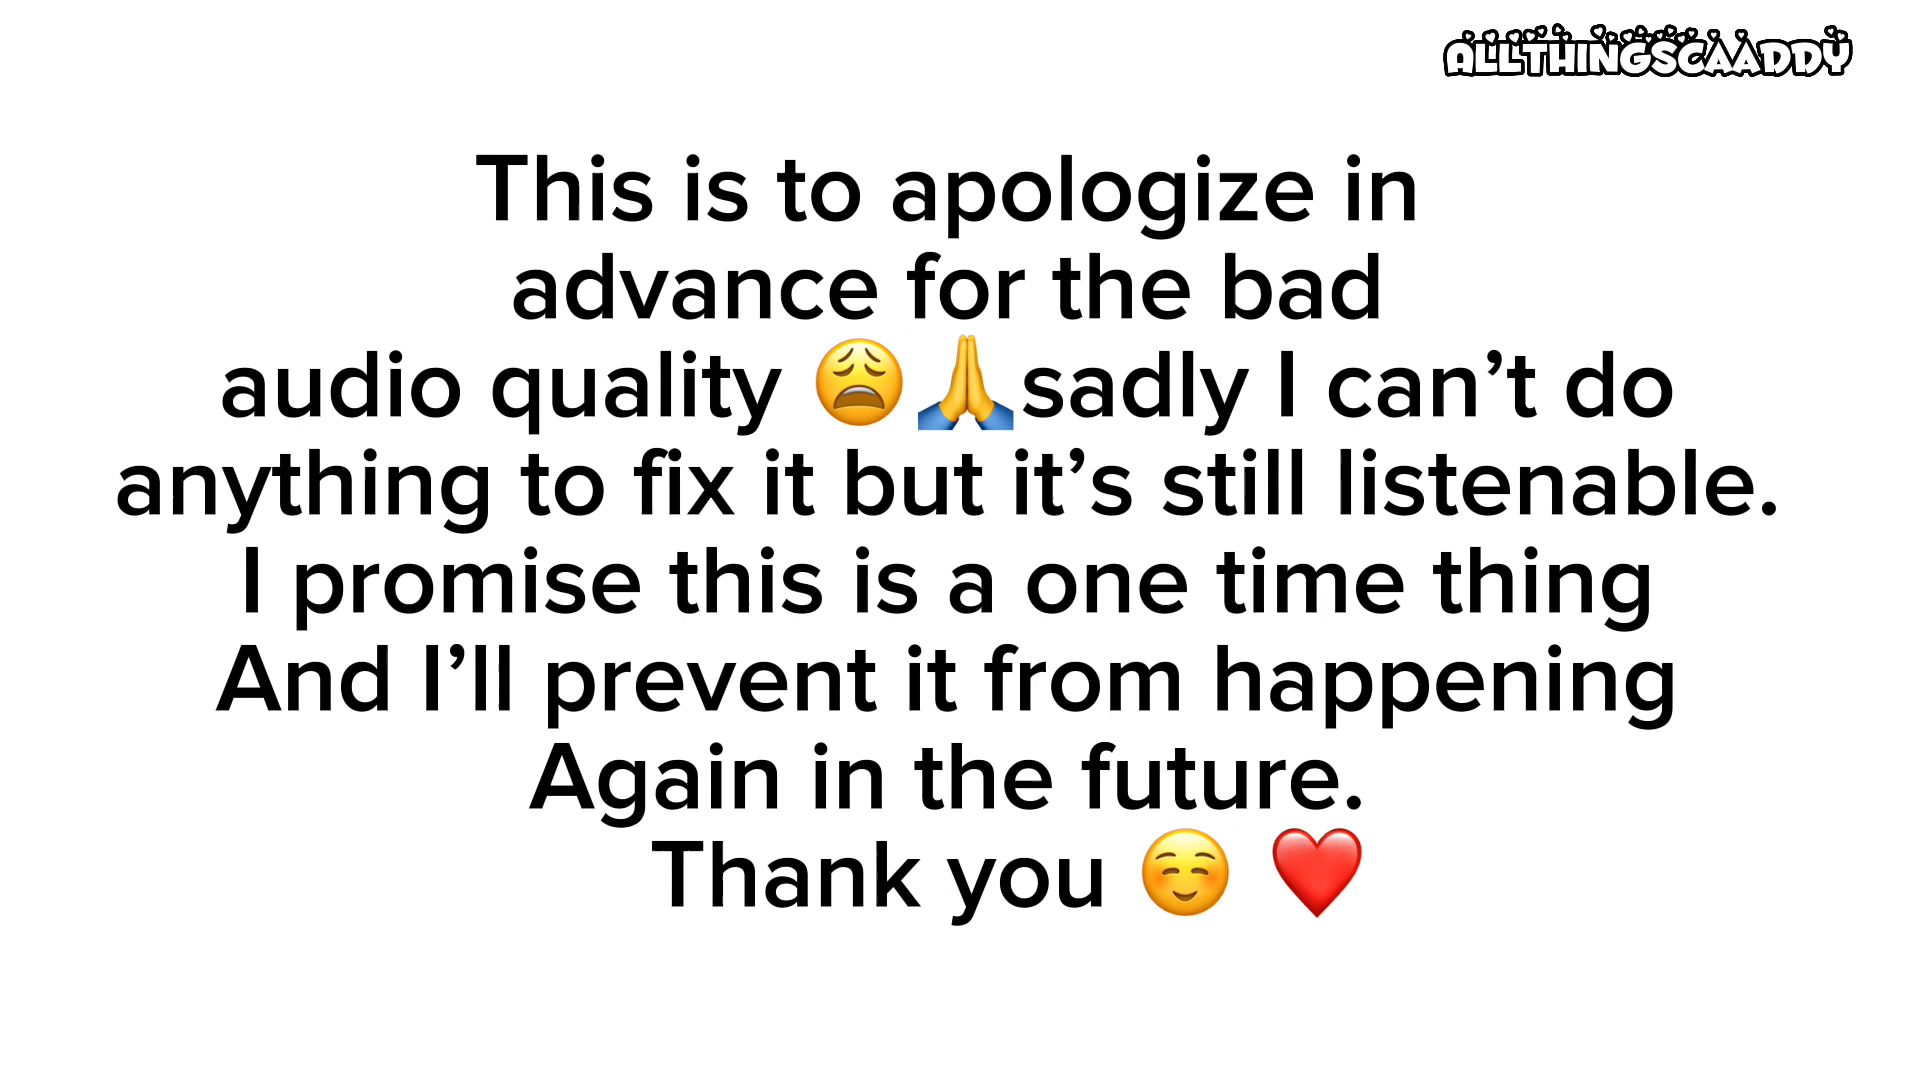 ALLTHINGSCAADDY
This is to apologize in
advance for the bad
audio quality 😩🙏sadly I can’t do
anything to fix it but it’s still listenable.
I promise this is a one time thing
And I’ll prevent it from happening
Again in the future.
Thank you ☺️ ❤️